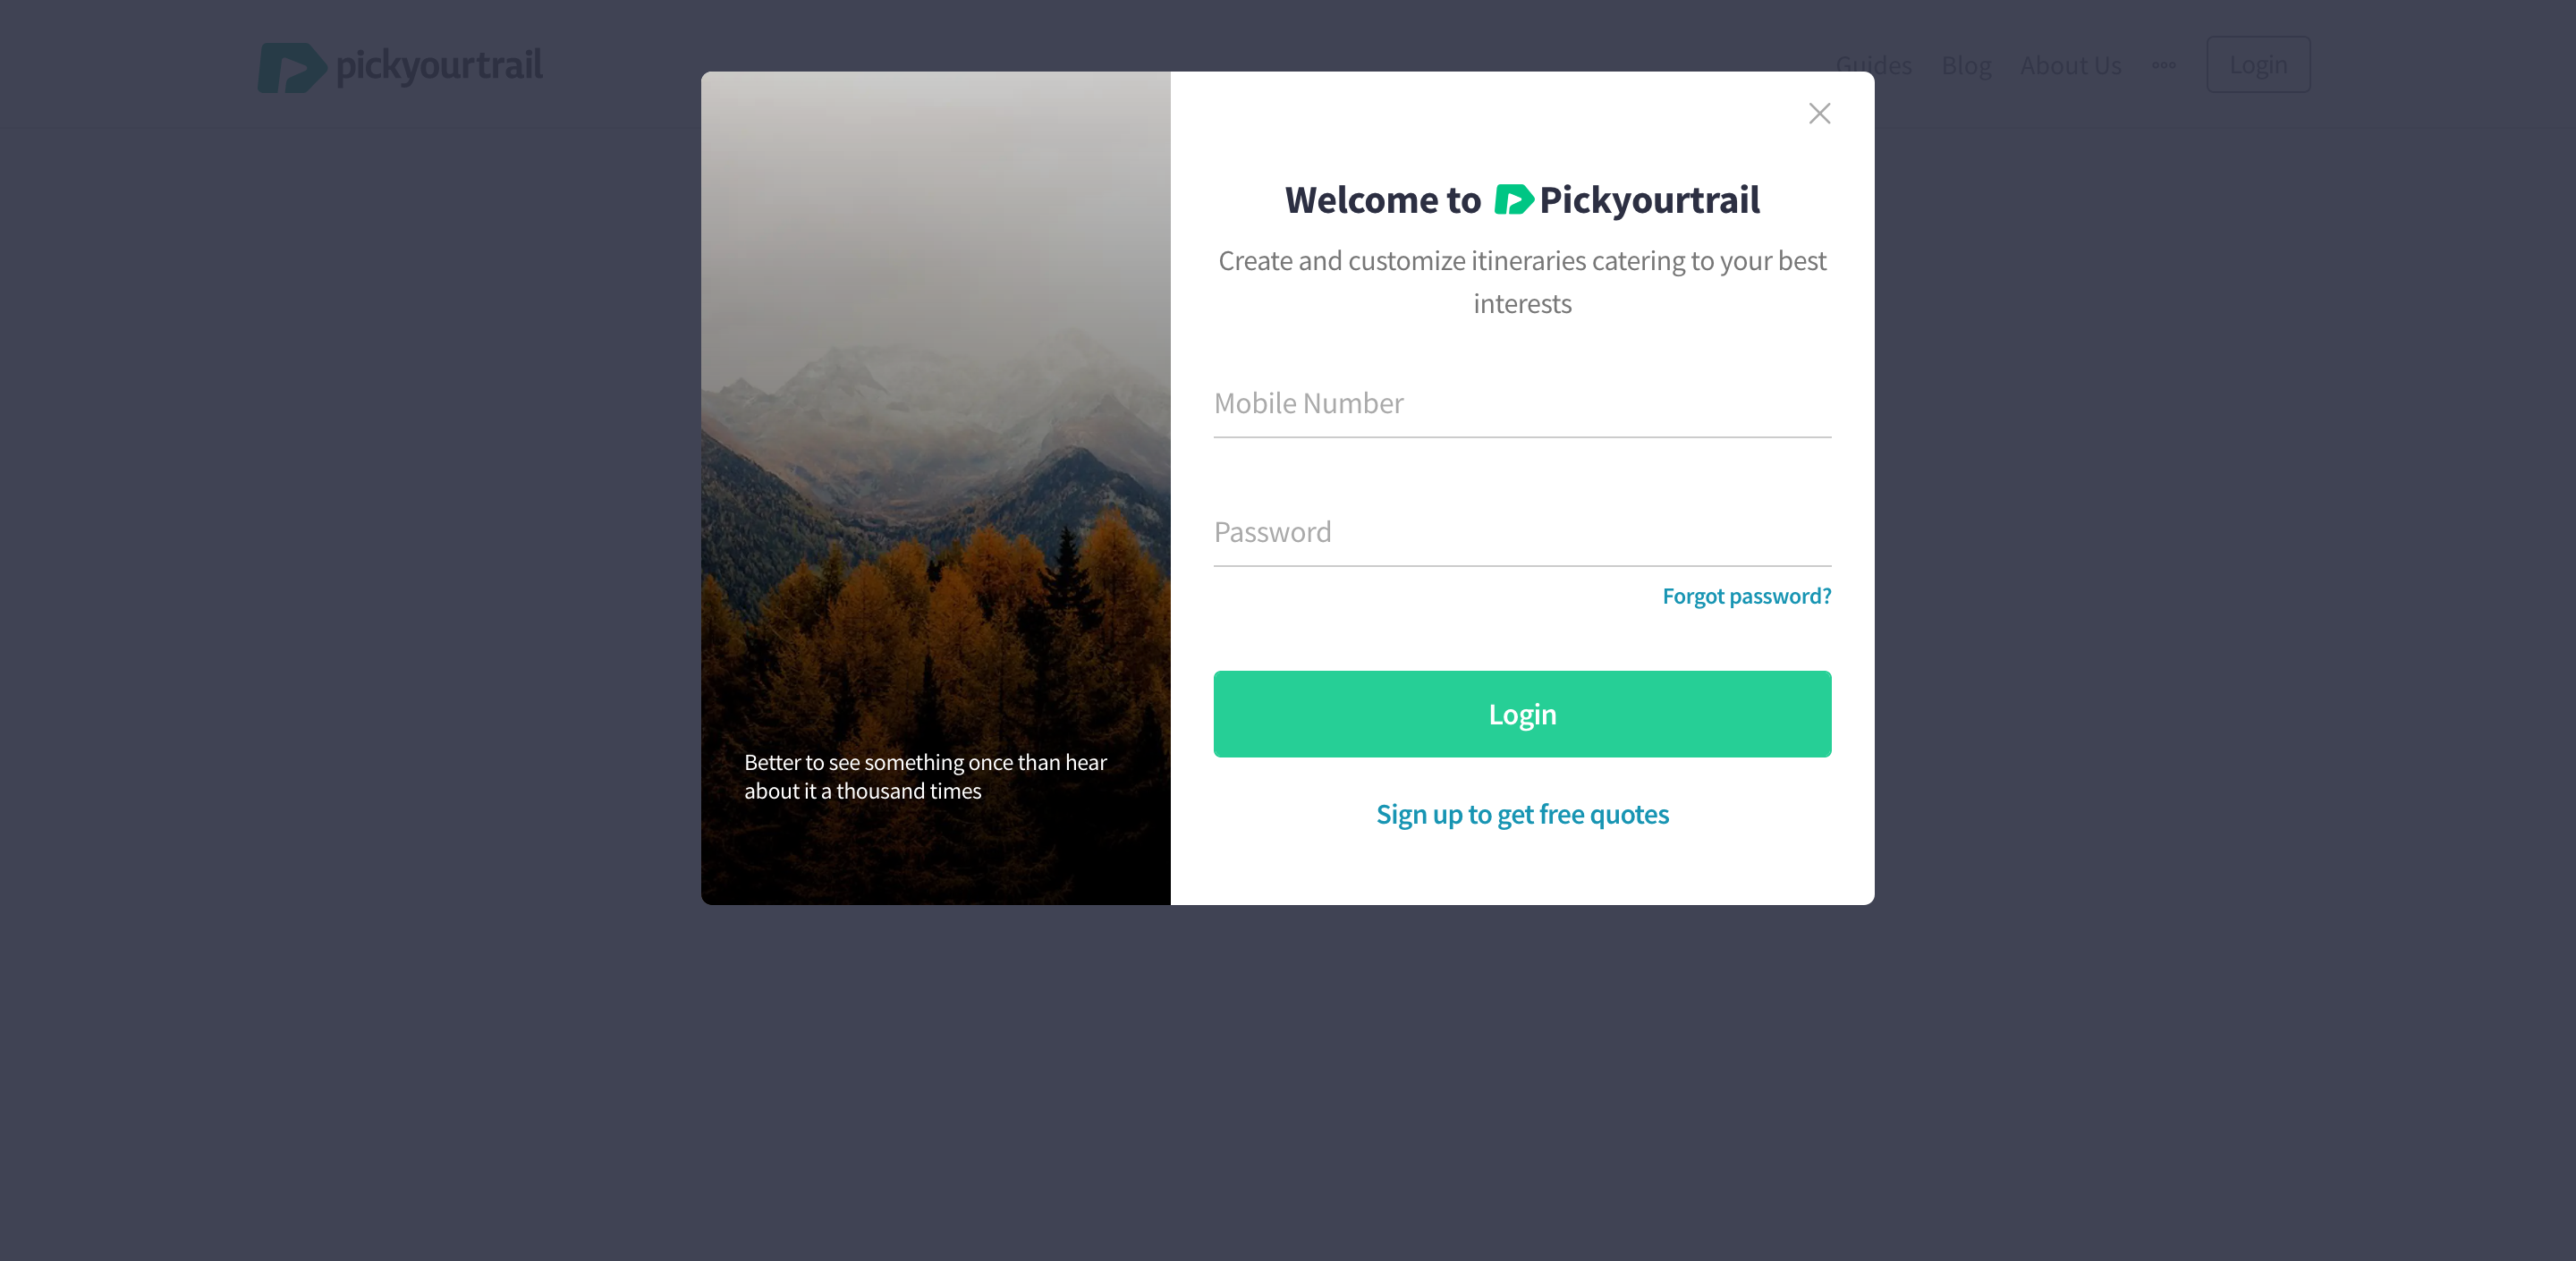 pickyourtrail
Guides Blog About Us Login
Welcome to Pickyourtrail
Create and customize itineraries catering to your best
interests
Mobile Number
Password
Forgot password?
Login
Sign up to get free quotes
Better to see something once than hear
about it a thousand times